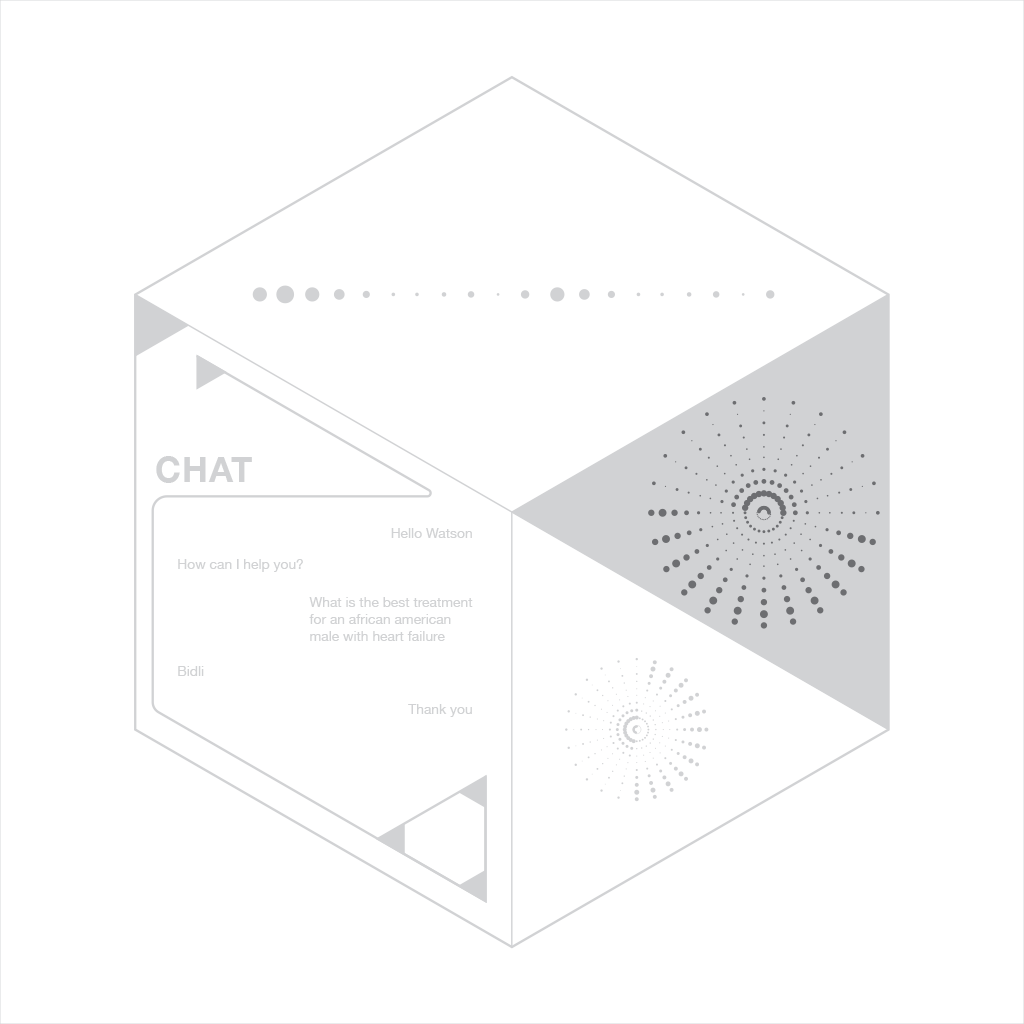 CHAT
Hello Watson
How can I help you?
What is the best treatment
for an african american
male with heart failure
Bidli
Thank you